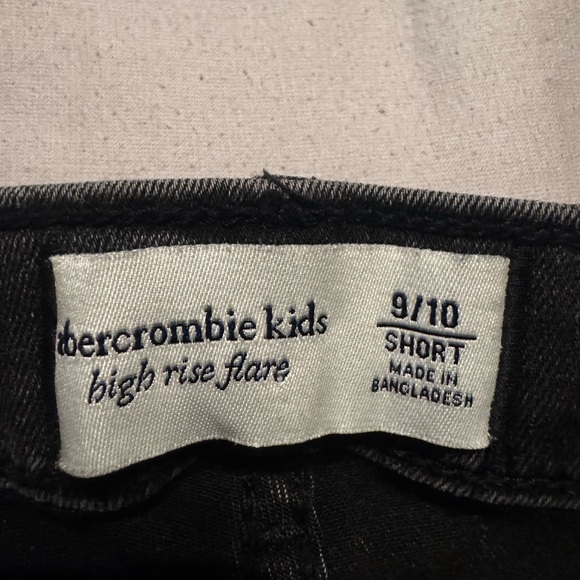 abercrombie kids
high rise flare
9/10
SHORT
MADE IN
BANGLADESH